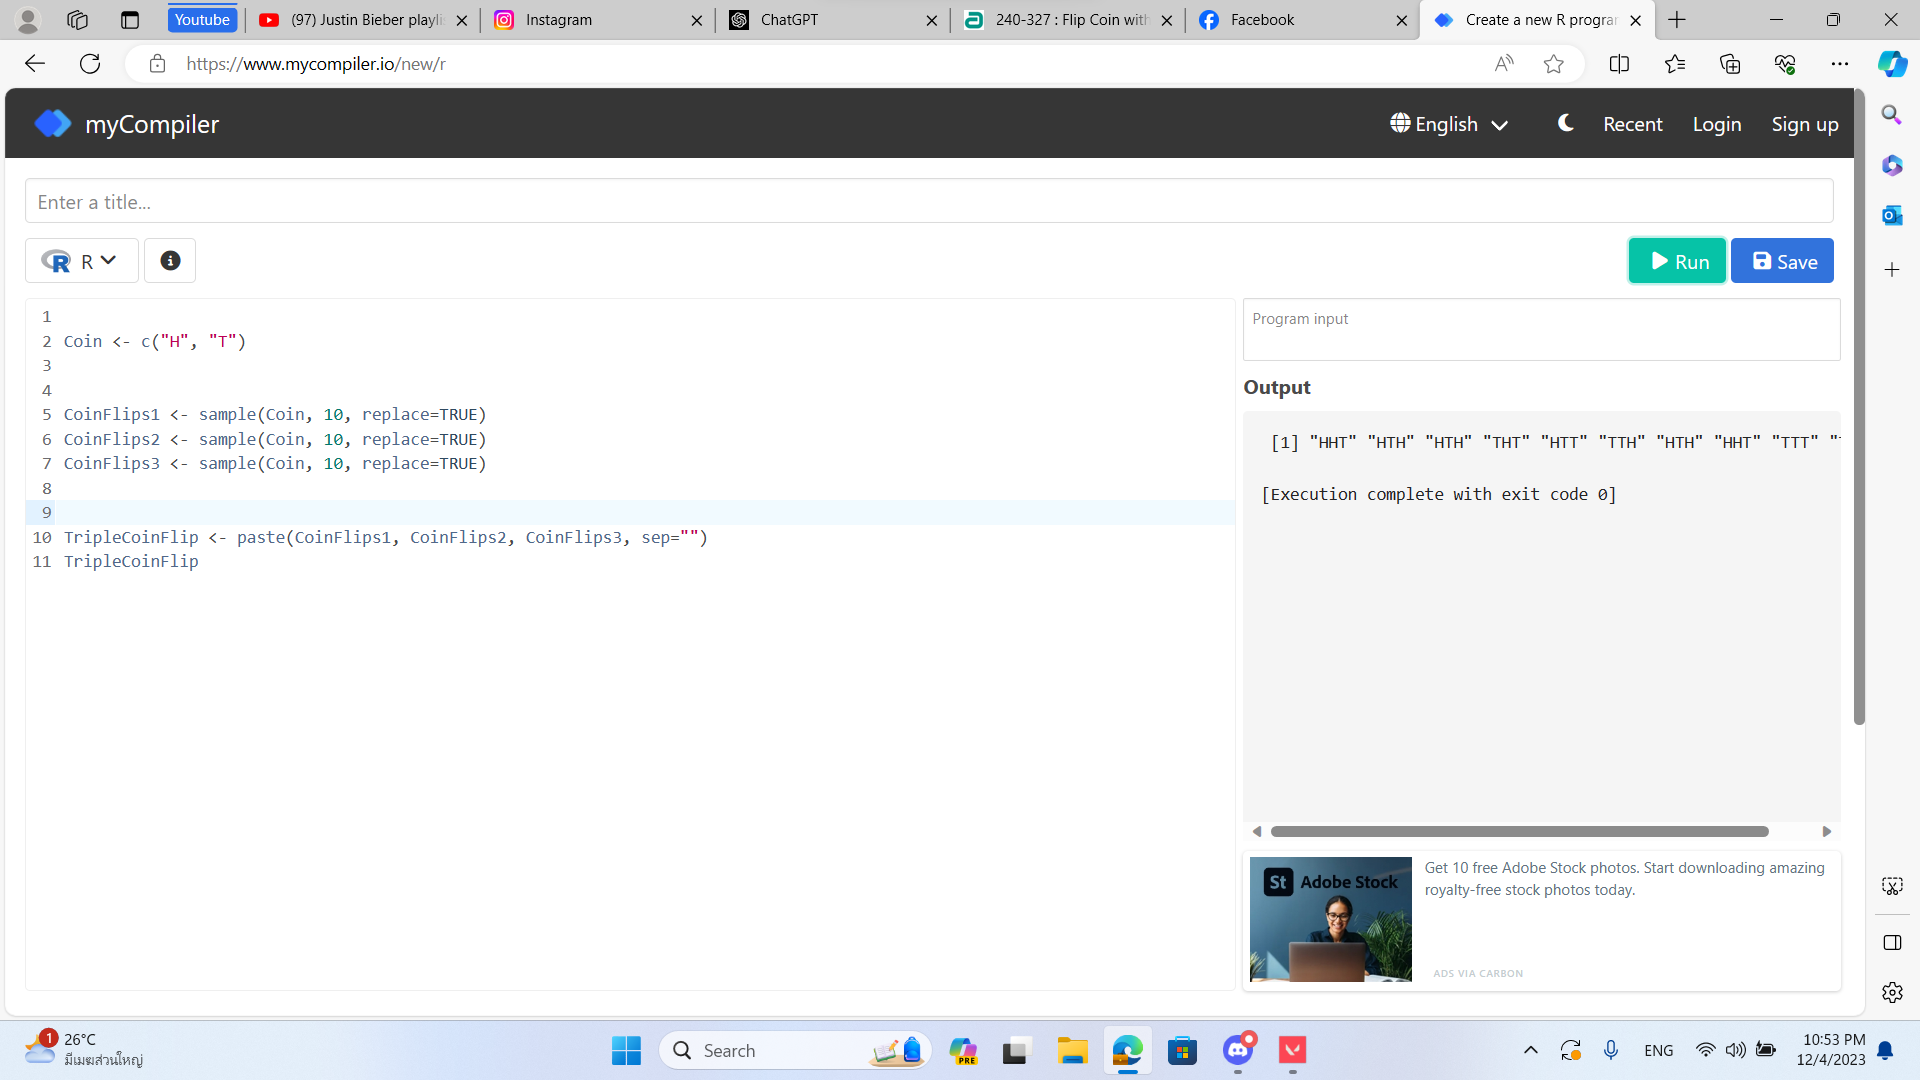 Youtube
(97) Justin Bieber playli
Instagram
ChatGPT
240-327 : Flip Coin with
Facebook
Create a new R program
https://www.mycompiler.io/new/r
myCompiler
English
Recent
Login
Sign up
Enter a title...
R
Run
Save
1
2 Coin <- c("H", "T")
3
4
5 CoinFlips1 <- sample(Coin, 10, replace=TRUE)
6 CoinFlips2 <- sample(Coin, 10, replace=TRUE)
7 CoinFlips3 <- sample(Coin, 10, replace=TRUE)
8
9
10 TripleCoinFlip <- paste(CoinFlips1, CoinFlips2, CoinFlips3, sep="")
11 TripleCoinFlip
Program input
Output
[1] "HHT" "HTH" "HTH" "THT" "HTT" "TTH" "HTH" "HHT" "TTT"
[Execution complete with exit code 0]
St Adobe Stock
Get 10 free Adobe Stock photos. Start downloading amazing
royalty-free stock photos today.
ADS VIA CARBON
1
26°C
มีเมฆส่วนใหญ่
Search
PRE
ENG
10:53 PM
12/4/2023